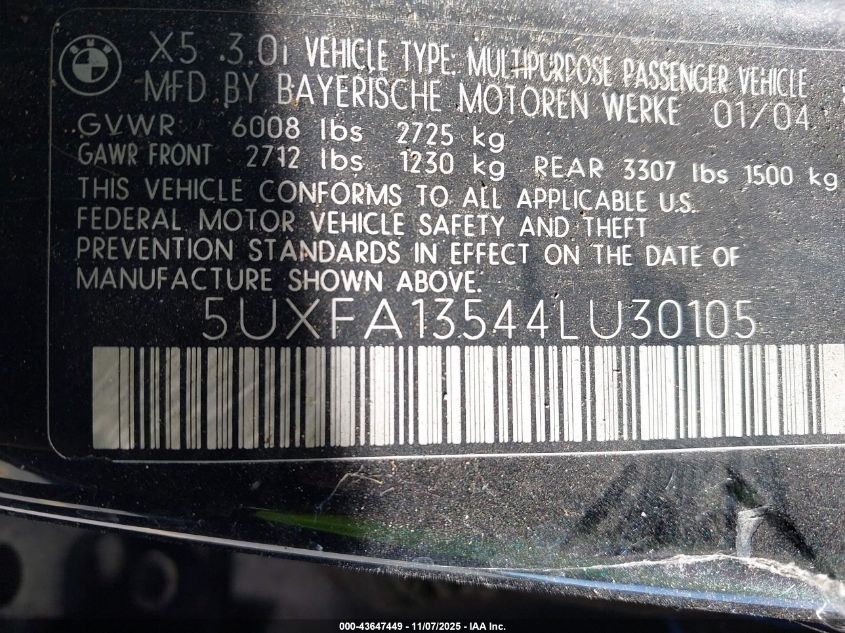 BMW
X5 3.0i VEHICLE TYPE: MULTIPURPOSE PASSENGER VEHICLE
MFD BY BAYERISCHE MOTOREN WERKE 01/04
GVWR 6008 lbs 2725 kg
GAWR FRONT 2712 lbs 1230 kg REAR 3307 lbs 1500 kg
THIS VEHICLE CONFORMS TO ALL APPLICABLE U.S.
FEDERAL MOTOR VEHICLE SAFETY AND THEFT
PREVENTION STANDARDS IN EFFECT ON THE DATE OF
MANUFACTURE SHOWN ABOVE.
5UXFA13544LU30105
000-43647449 - 11/07/2025 - IAA Inc.